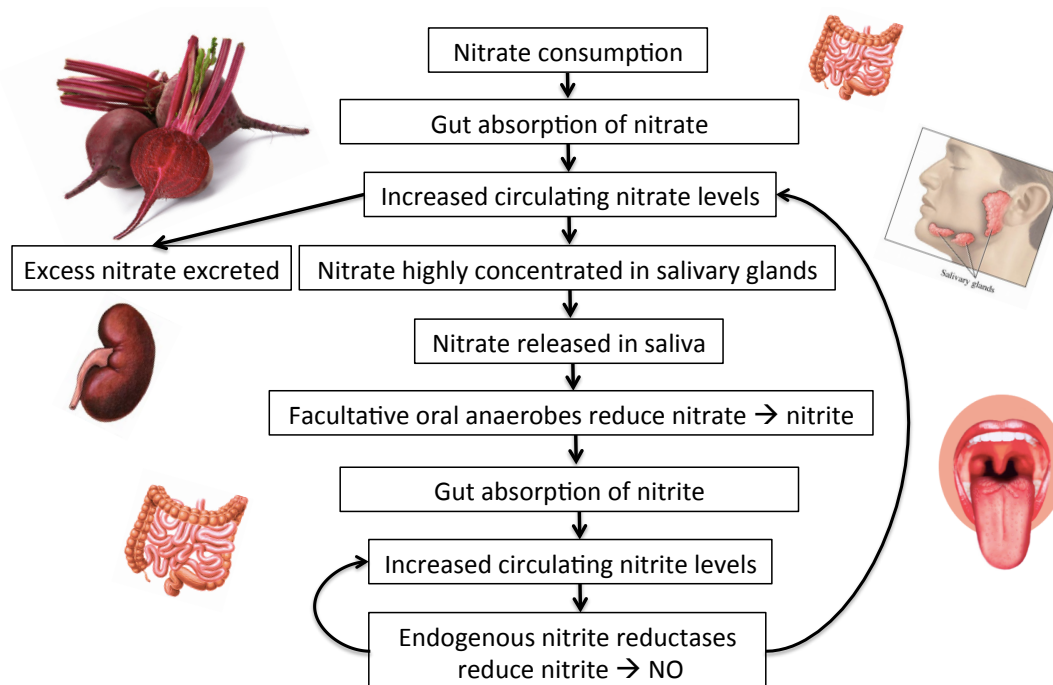 Nitrate consumption
Gut absorption of nitrate
Increased circulating nitrate levels
Excess nitrate excreted
Nitrate highly concentrated in salivary glands
Salivary glands
Nitrate released in saliva
Facultative oral anaerobes reduce nitrate → nitrite
Gut absorption of nitrite
Increased circulating nitrite levels
Endogenous nitrite reductases
reduce nitrite → NO